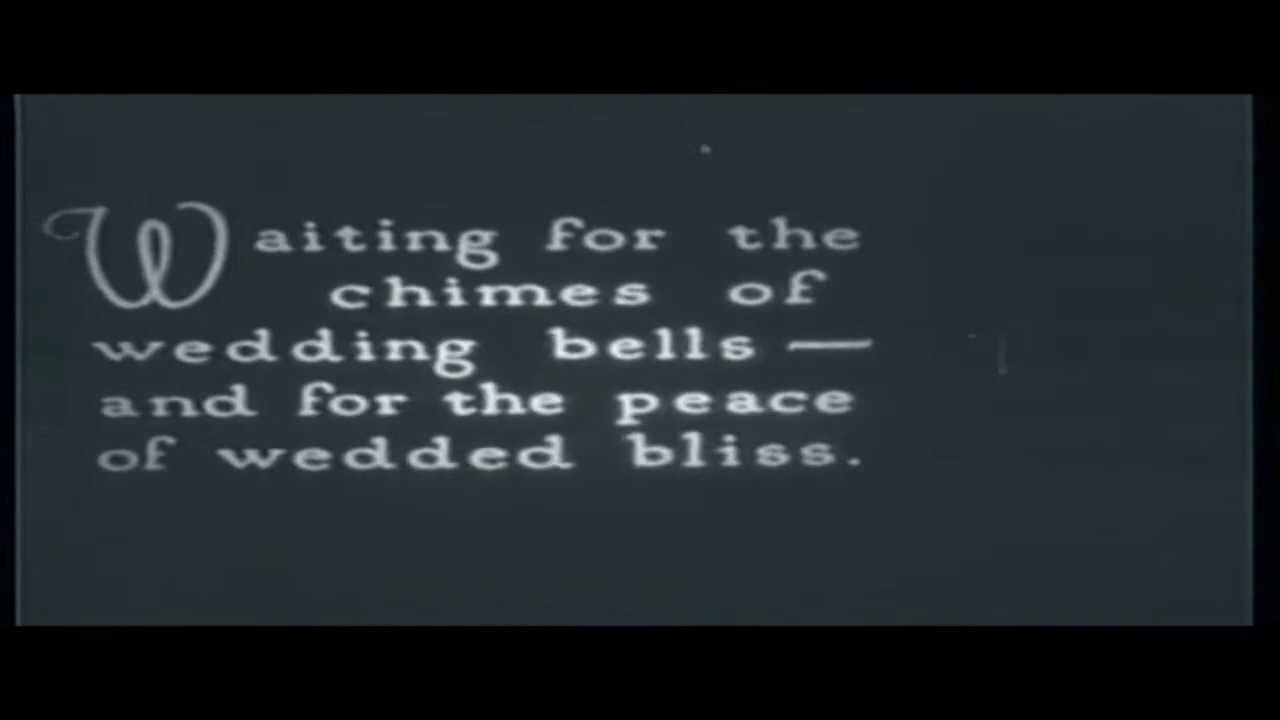 Waiting for the
chimes of
wedding bells —
and for the peace
of wedded bliss.